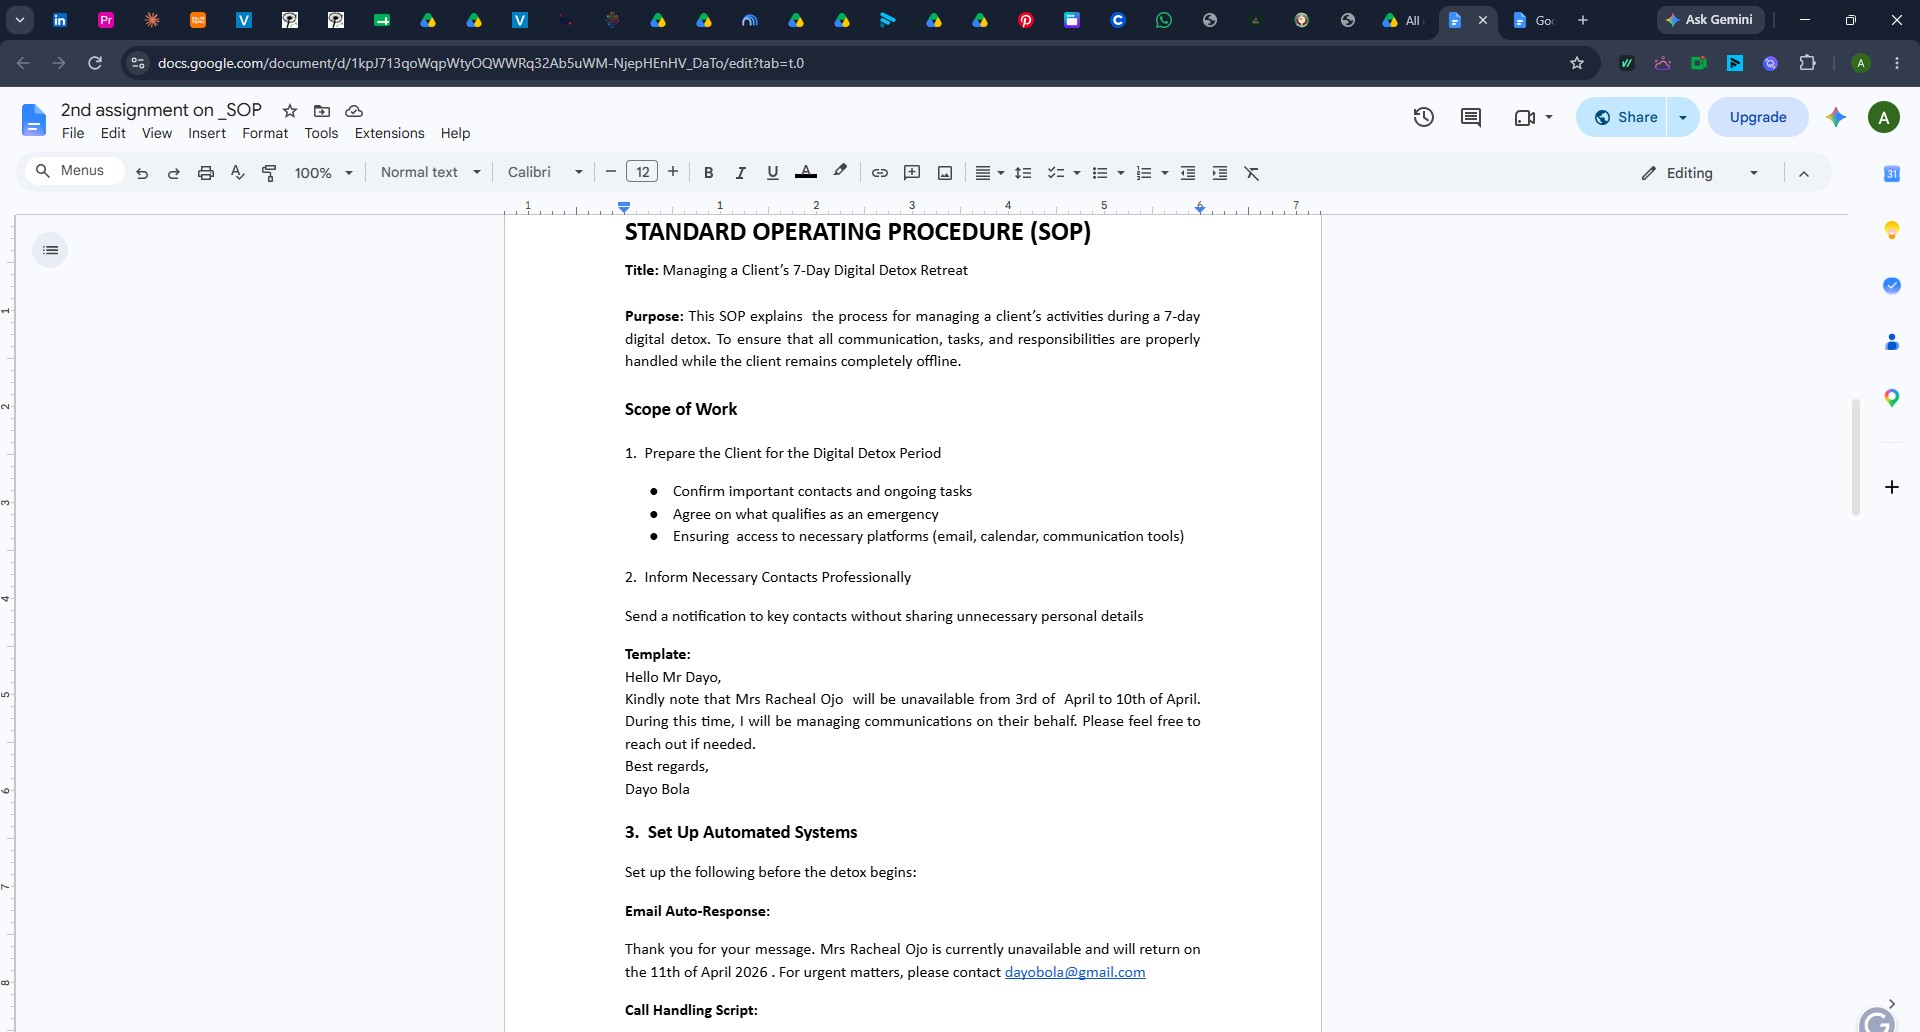 All
Goo
Ask Gemini
docs.google.com/document/d/1kpJ713qoWqpWtyOQWWRq32Ab5uWM-NjepHEnHV_DaTo/edit?tab=t.0
A
2nd assignment on _SOP
File Edit View Insert Format Tools Extensions Help
Share
Upgrade
A
Menus
100%
Normal text
Calibri
12
Editing
1 1 2 3 4 5 6 7
STANDARD OPERATING PROCEDURE (SOP)
Title: Managing a Client’s 7-Day Digital Detox Retreat
Purpose: This SOP explains  the process for managing a client’s activities during a 7-day
digital detox. To ensure that all communication, tasks, and responsibilities are properly
handled while the client remains completely offline.
Scope of Work
1. Prepare the Client for the Digital Detox Period
● Confirm important contacts and ongoing tasks
● Agree on what qualifies as an emergency
● Ensuring  access to necessary platforms (email, calendar, communication tools)
2. Inform Necessary Contacts Professionally
Send a notification to key contacts without sharing unnecessary personal details
Template:
Hello Mr Dayo,
Kindly note that Mrs Racheal Ojo  will be unavailable from 3rd of  April to 10th of April.
During this time, I will be managing communications on their behalf. Please feel free to
reach out if needed.
Best regards,
Dayo Bola
3. Set Up Automated Systems
Set up the following before the detox begins:
Email Auto-Response:
Thank you for your message. Mrs Racheal Ojo is currently unavailable and will return on
the 11th of April 2026 . For urgent matters, please contact dayobola@gmail.com
Call Handling Script: